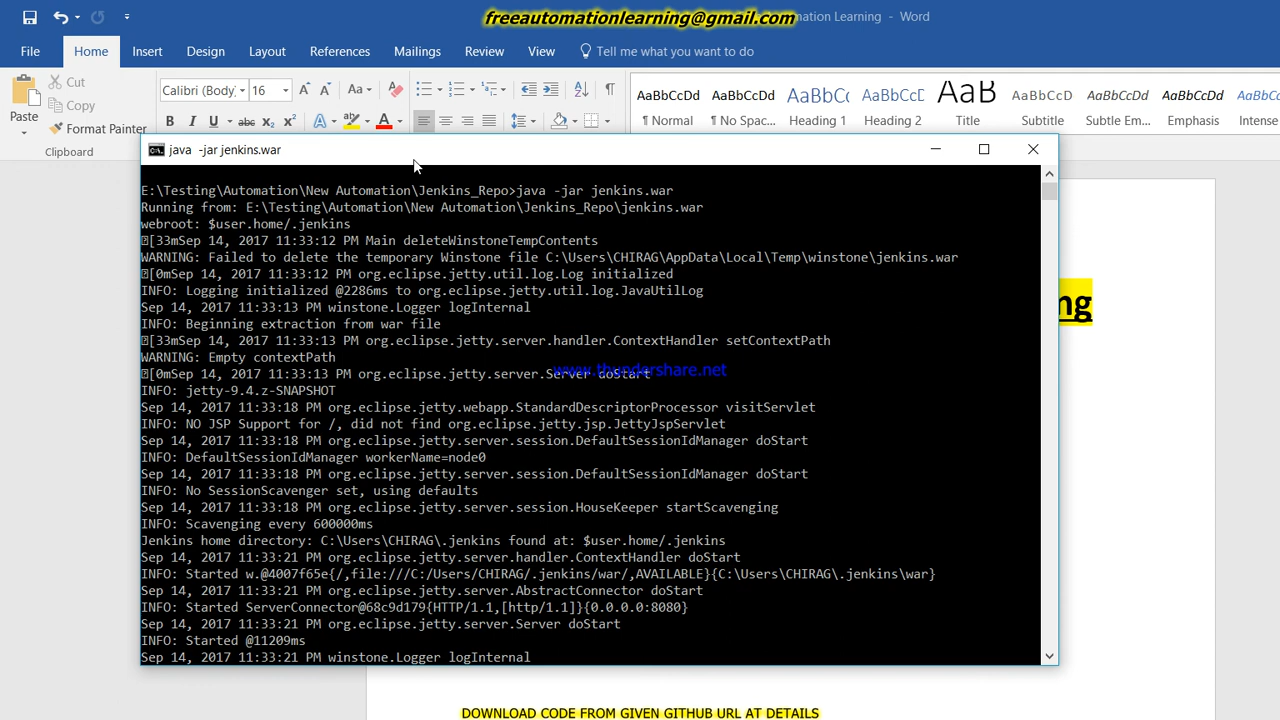 freeautomationlearning@gmail.com
mation Learning - Word
File Home Insert Design Layout References Mailings Review View Tell me what you want to do
Cut
Copy
Format Painter
Paste
Clipboard
Calibri (Body) 16
Aa
B I U abc x₂ x² A A
AaBbCcDd AaBbCcDd AaBbC AaBbCcE AaB AaBbCcD AaBbCcDd AaBbCcDd AaBbCc
¶ Normal ¶ No Spac... Heading 1 Heading 2 Title Subtitle Subtle Em... Emphasis Intense
java -jar jenkins.war
E:\Testing\Automation\New Automation\Jenkins_Repo>java -jar jenkins.war
Running from: E:\Testing\Automation\New Automation\Jenkins_Repo\jenkins.war
webroot: $user.home/.jenkins
[33mSep 14, 2017 11:33:12 PM Main deleteWinstoneTempContents
WARNING: Failed to delete the temporary Winstone file C:\Users\CHIRAG\AppData\Local\Temp\winstone\jenkins.war
[0mSep 14, 2017 11:33:12 PM org.eclipse.jetty.util.log.Log initialized
INFO: Logging initialized @2286ms to org.eclipse.jetty.util.log.JavaUtilLog
Sep 14, 2017 11:33:13 PM winstone.Logger logInternal
INFO: Beginning extraction from war file
[33mSep 14, 2017 11:33:13 PM org.eclipse.jetty.server.handler.ContextHandler setContextPath
WARNING: Empty contextPath
[0mSep 14, 2017 11:33:13 PM org.eclipse.jetty.server.Server doStart
www.thundershare.net
INFO: jetty-9.4.z-SNAPSHOT
Sep 14, 2017 11:33:18 PM org.eclipse.jetty.webapp.StandardDescriptorProcessor visitServlet
INFO: NO JSP Support for /, did not find org.eclipse.jetty.jsp.JettyJspServlet
Sep 14, 2017 11:33:18 PM org.eclipse.jetty.server.session.DefaultSessionIdManager doStart
INFO: DefaultSessionIdManager workerName=node0
Sep 14, 2017 11:33:18 PM org.eclipse.jetty.server.session.DefaultSessionIdManager doStart
INFO: No SessionScavenger set, using defaults
Sep 14, 2017 11:33:18 PM org.eclipse.jetty.server.session.HouseKeeper startScavenging
INFO: Scavenging every 600000ms
Jenkins home directory: C:\Users\CHIRAG\.jenkins found at: $user.home/.jenkins
Sep 14, 2017 11:33:21 PM org.eclipse.jetty.server.handler.ContextHandler doStart
INFO: Started w.@4007f65e{/,file:///C:/Users/CHIRAG/.jenkins/war/,AVAILABLE}{C:\Users\CHIRAG\.jenkins\war}
Sep 14, 2017 11:33:21 PM org.eclipse.jetty.server.AbstractConnector doStart
INFO: Started ServerConnector@68c9d179{HTTP/1.1,[http/1.1]}{0.0.0.0:8080}
Sep 14, 2017 11:33:21 PM org.eclipse.jetty.server.Server doStart
INFO: Started @11209ms
Sep 14, 2017 11:33:21 PM winstone.Logger logInternal
ng
DOWNLOAD CODE FROM GIVEN GITHUB URL AT DETAILS